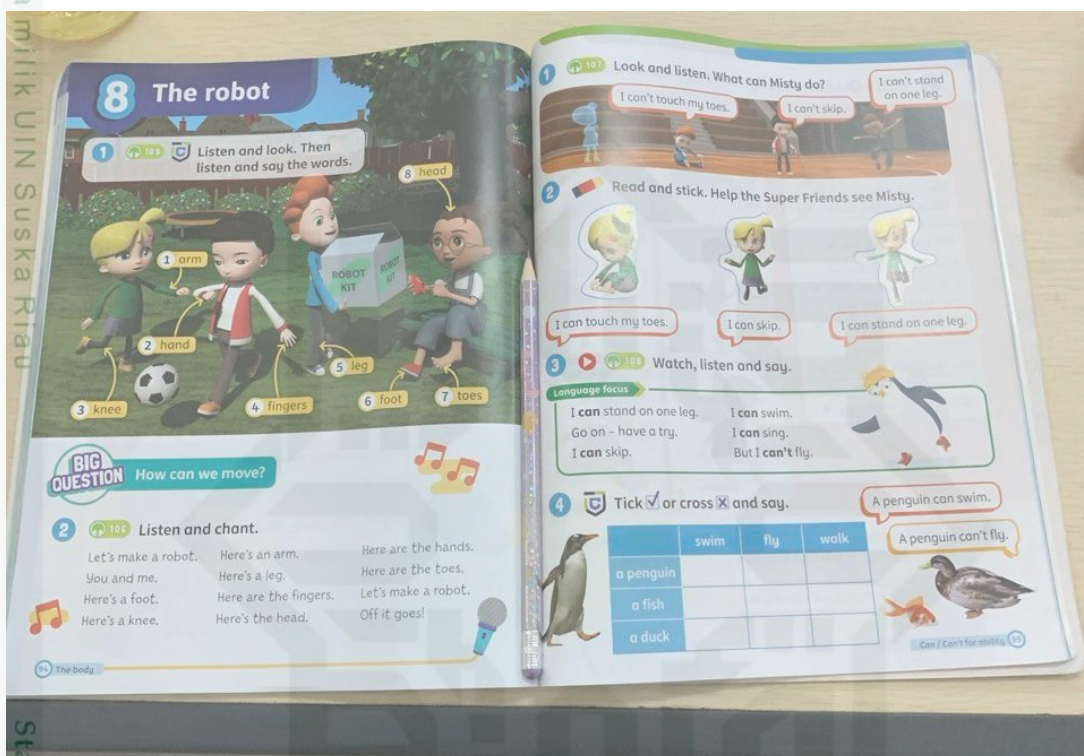 milik UIN Suska Riau
Sta
8 The robot
1 105 Listen and look. Then
listen and say the words.
8 head
1 arm
ROBOT
KIT
ROBOT
KIT
2 hand
5 leg
3 knee
4 fingers
6 foot
7 toes
BIG
QUESTION
How can we move?
2 106 Listen and chant.
Let's make a robot.
You and me.
Here's a foot.
Here's a knee.
Here's an arm.
Here's a leg.
Here are the fingers.
Here's the head.
Here are the hands.
Here are the toes.
Let's make a robot.
Off it goes!
94 The body
1 107 Look and listen. What can Misty do?
I can't touch my toes.
I can't skip.
I can't stand
on one leg.
2 Read and stick. Help the Super Friends see Misty.
I can touch my toes.
I can skip.
I can stand on one leg.
3 108 Watch, listen and say.
Language focus
I can stand on one leg.
Go on – have a try.
I can skip.
I can swim.
I can sing.
But I can't fly.
4 Tick ☑ or cross ☒ and say.
A penguin can swim.
A penguin can't fly.
swim fly walk
a penguin
a fish
a duck
Can / Can't for ability 95